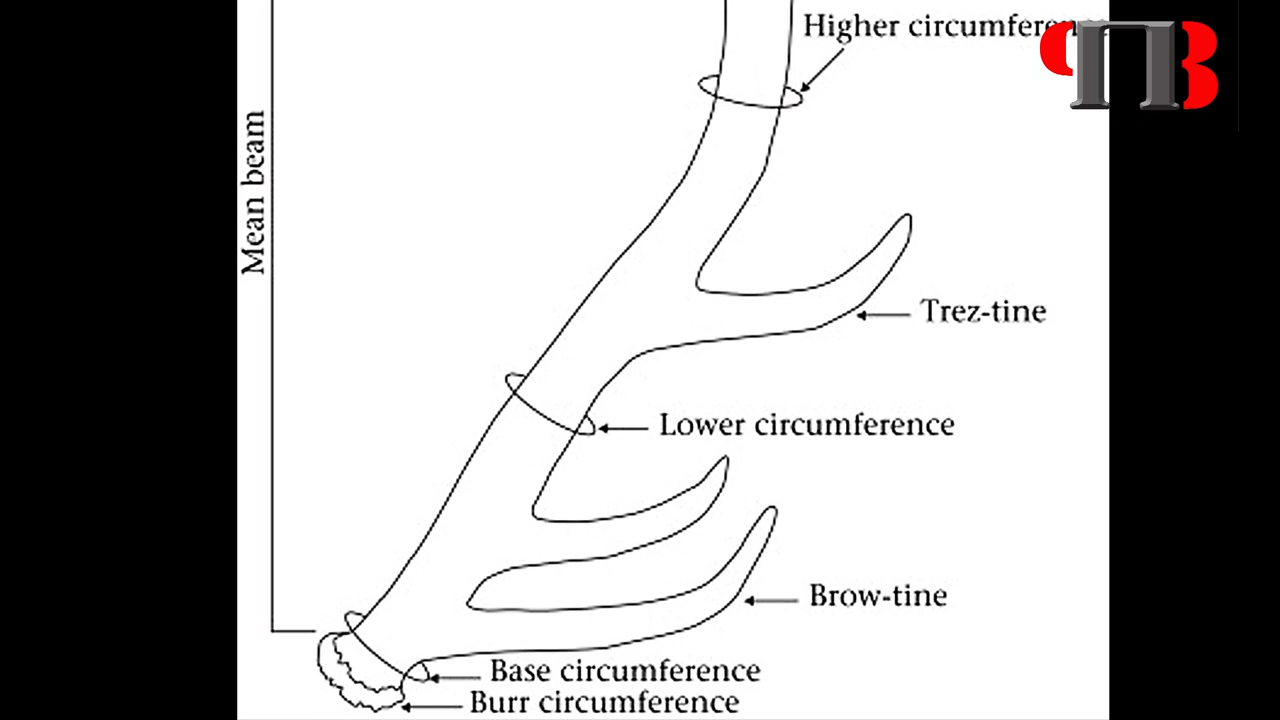 Higher circumference
Mean beam
Trez-tine
Lower circumference
Brow-tine
Base circumference
Burr circumference